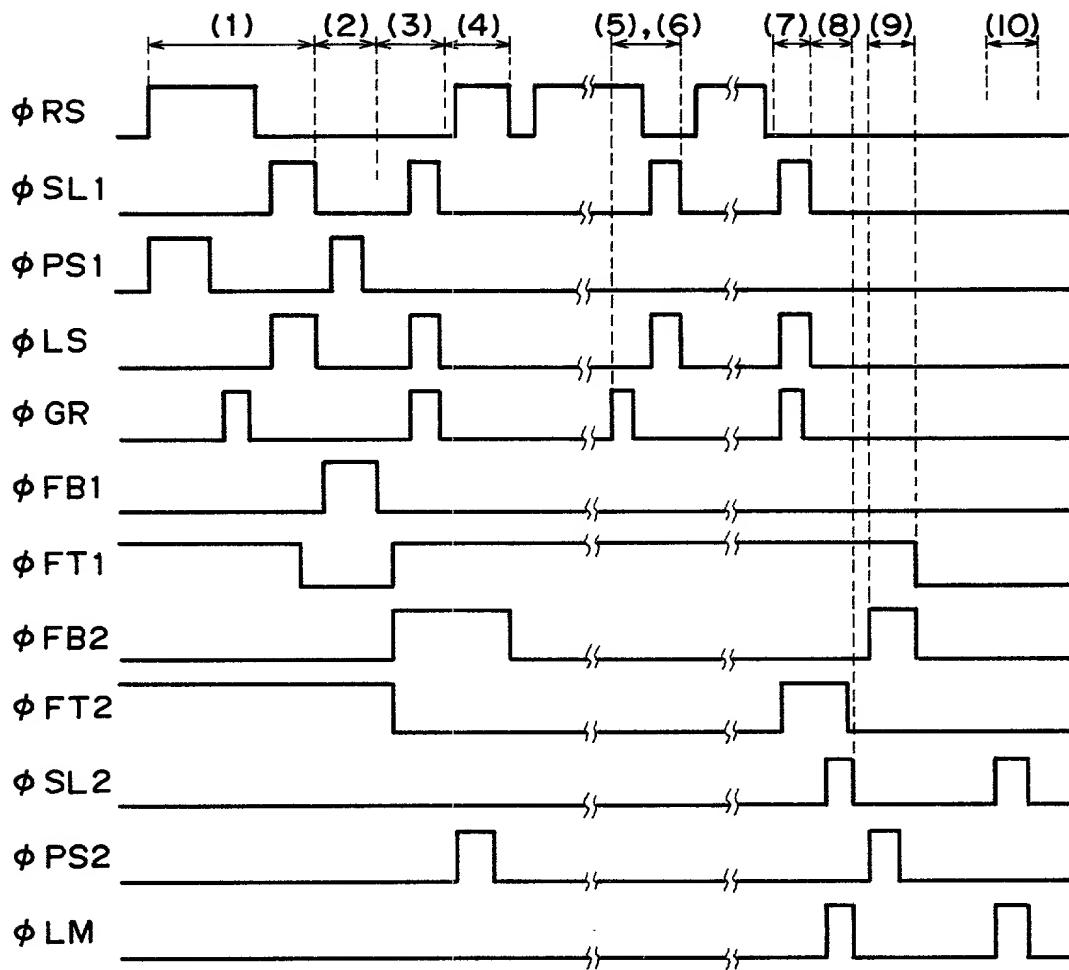 (1) (2) (3) (4) (5),(6) (7) (8) (9) (10)
φRS
φSL1
φPS1
φLS
φGR
φFB1
φFT1
φFB2
φFT2
φSL2
φPS2
φLM